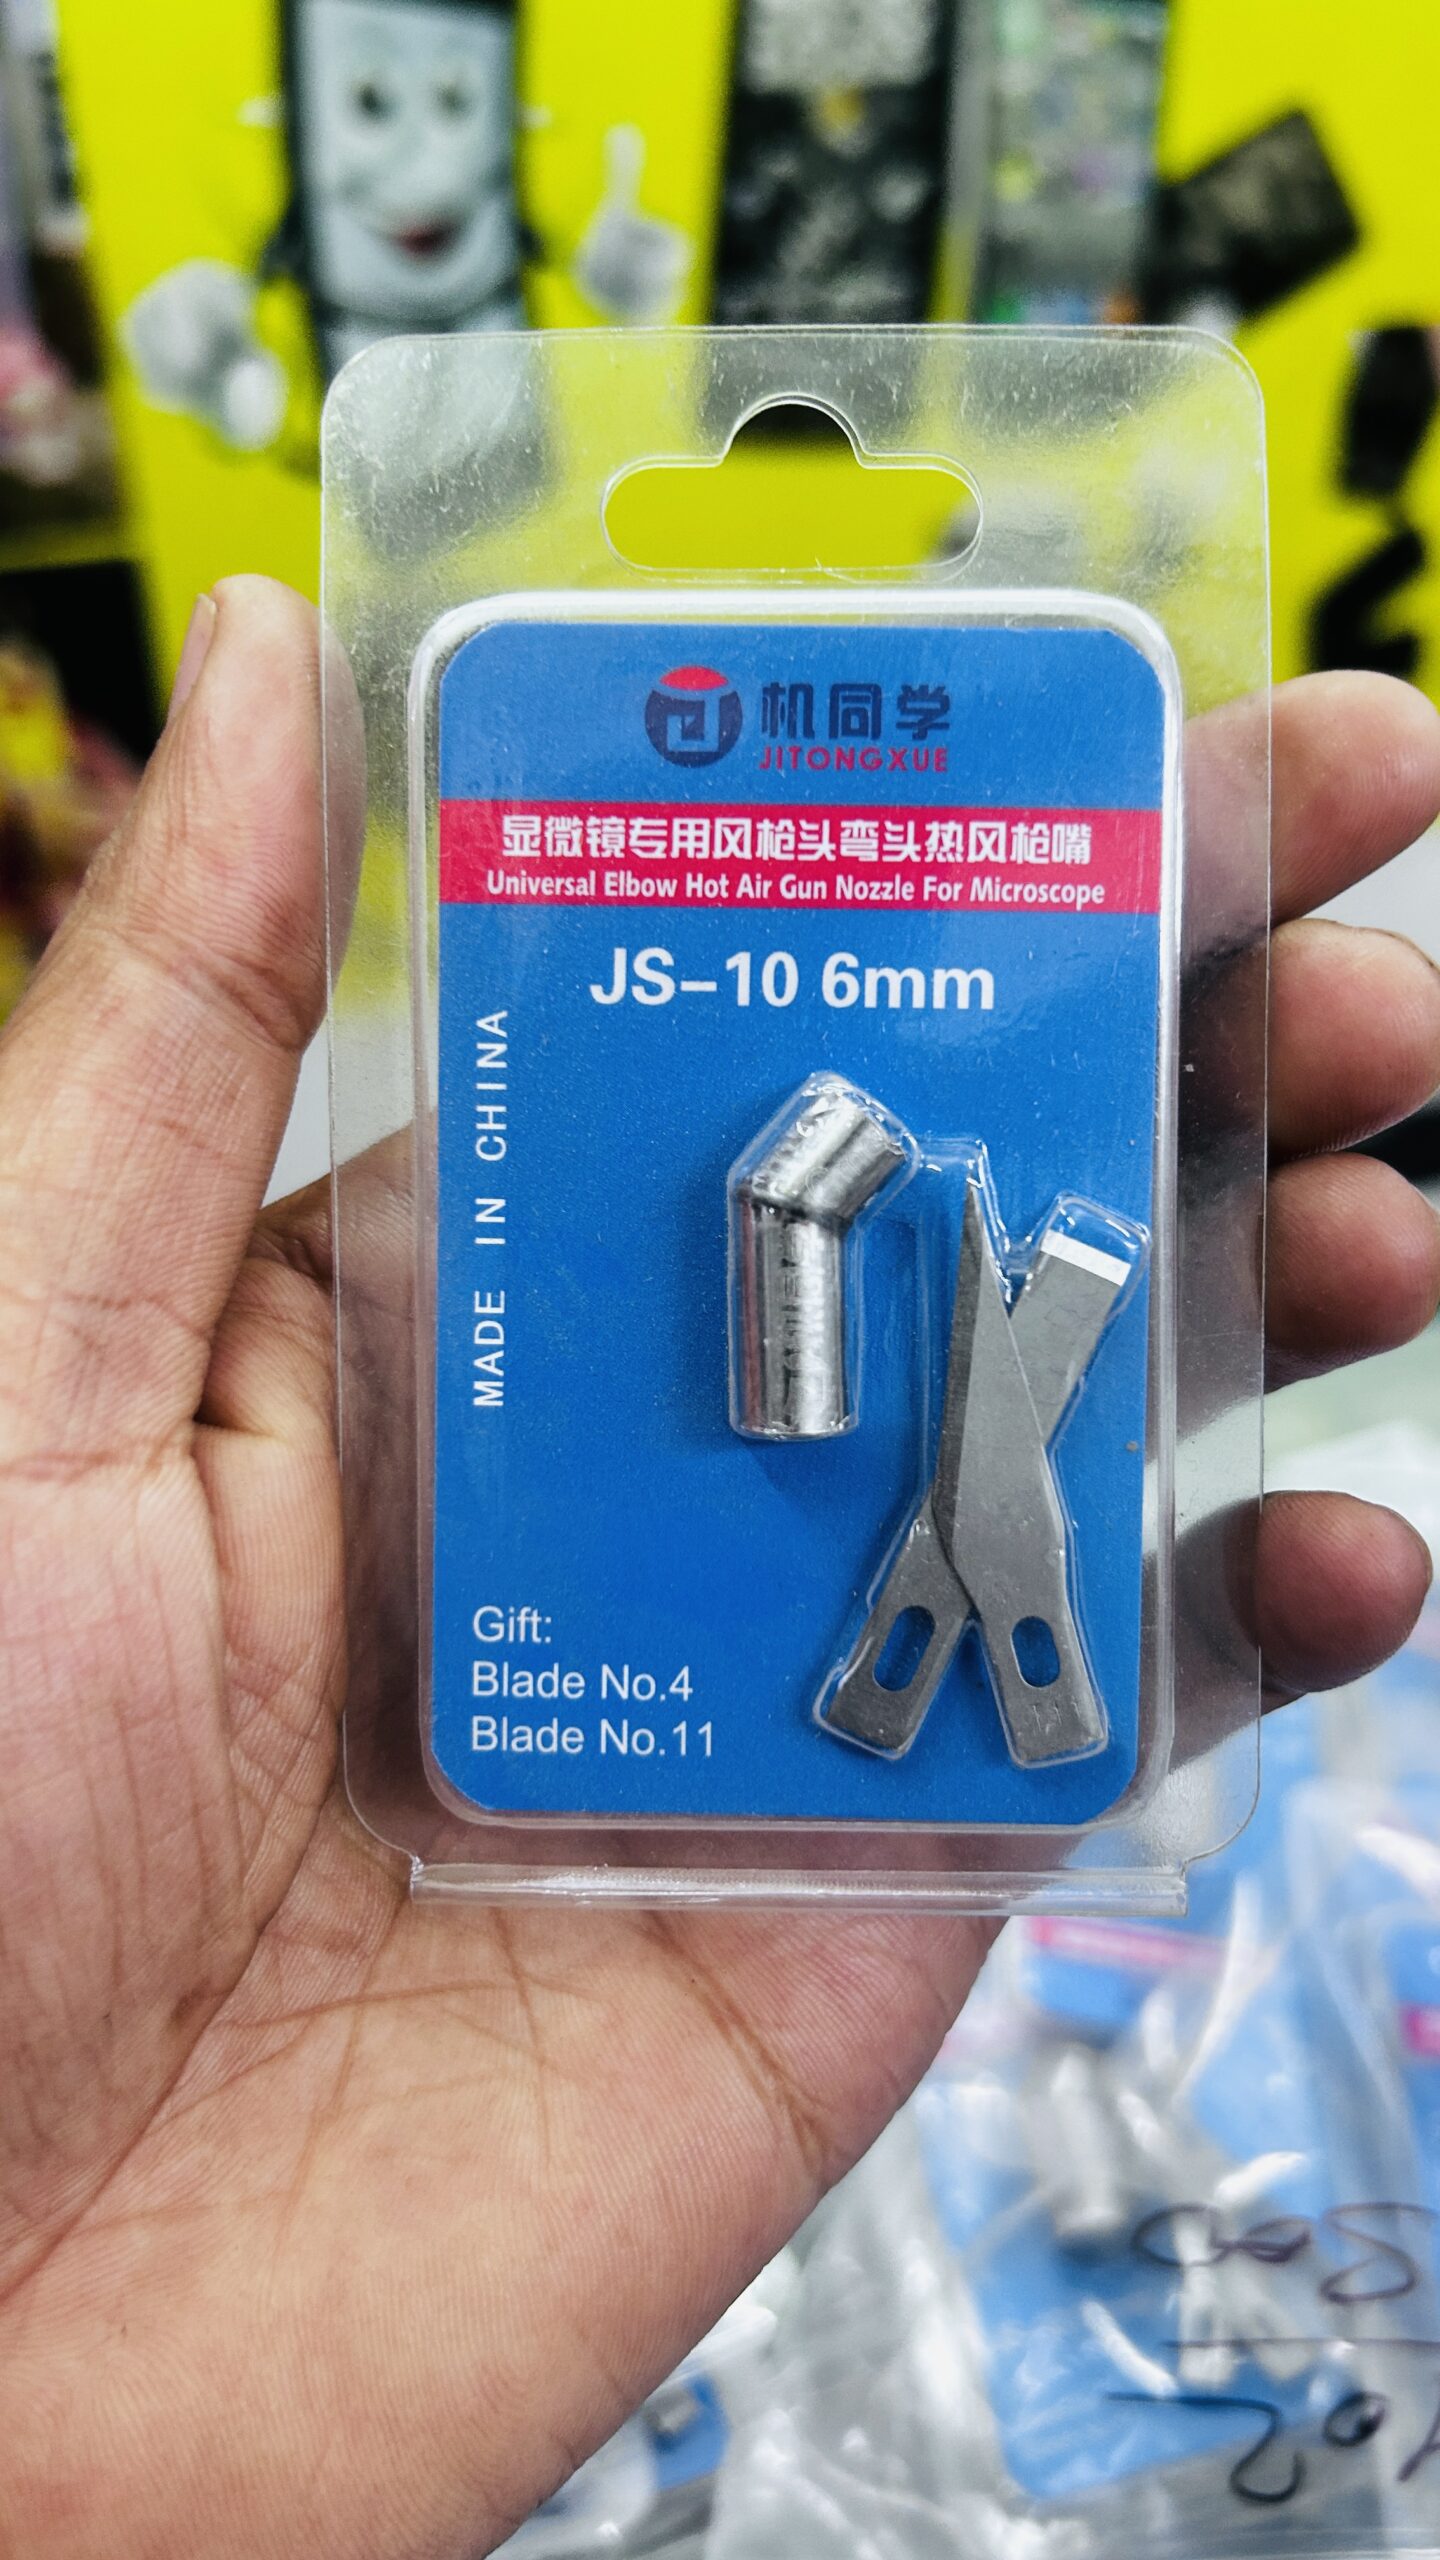 机同学
JITONGXUE
显微镜专用风枪头弯头热风枪嘴
Universal Elbow Hot Air Gun Nozzle For Microscope
JS-10 6mm
MADE IN CHINA
Gift:
Blade No.4
Blade No.11
11